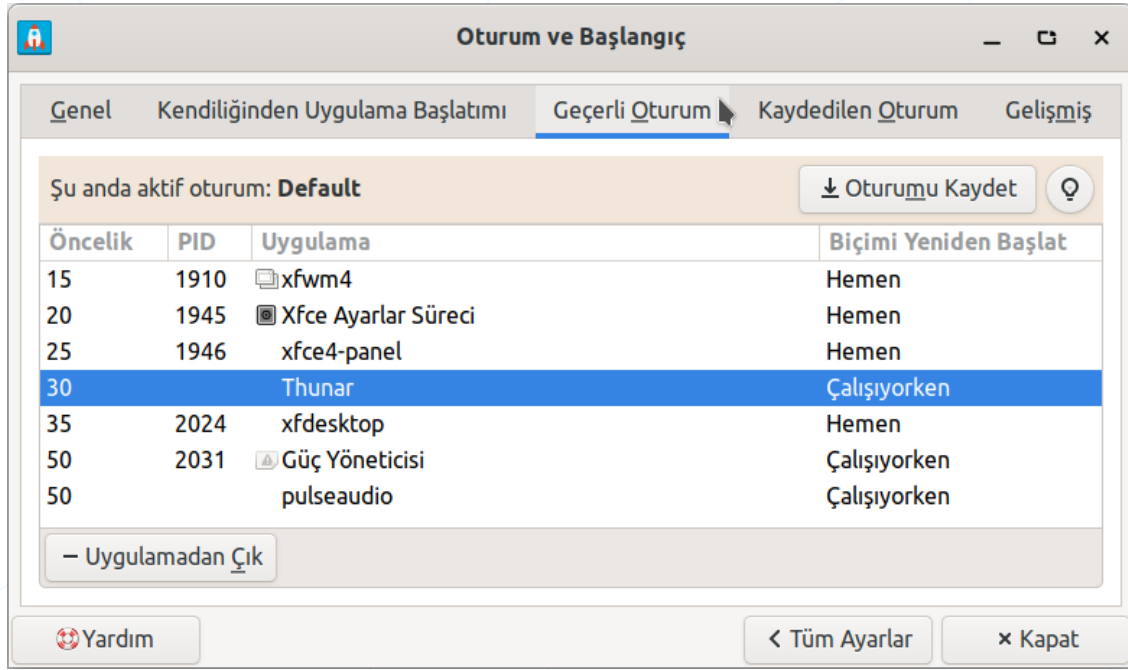 Oturum ve Başlangıç
Genel Kendiliğinden Uygulama Başlatımı Geçerli Oturum Kaydedilen Oturum Gelişmiş
Şu anda aktif oturum: Default Oturumu Kaydet
Öncelik PID Uygulama Biçimi Yeniden Başlat
15 1910 xfwm4 Hemen
20 1945 Xfce Ayarlar Süreci Hemen
25 1946 xfce4-panel Hemen
30 Thunar Çalışıyorken
35 2024 xfdesktop Hemen
50 2031 Güç Yöneticisi Çalışıyorken
50 pulseaudio Çalışıyorken
Uygulamadan Çık
Yardım Tüm Ayarlar Kapat